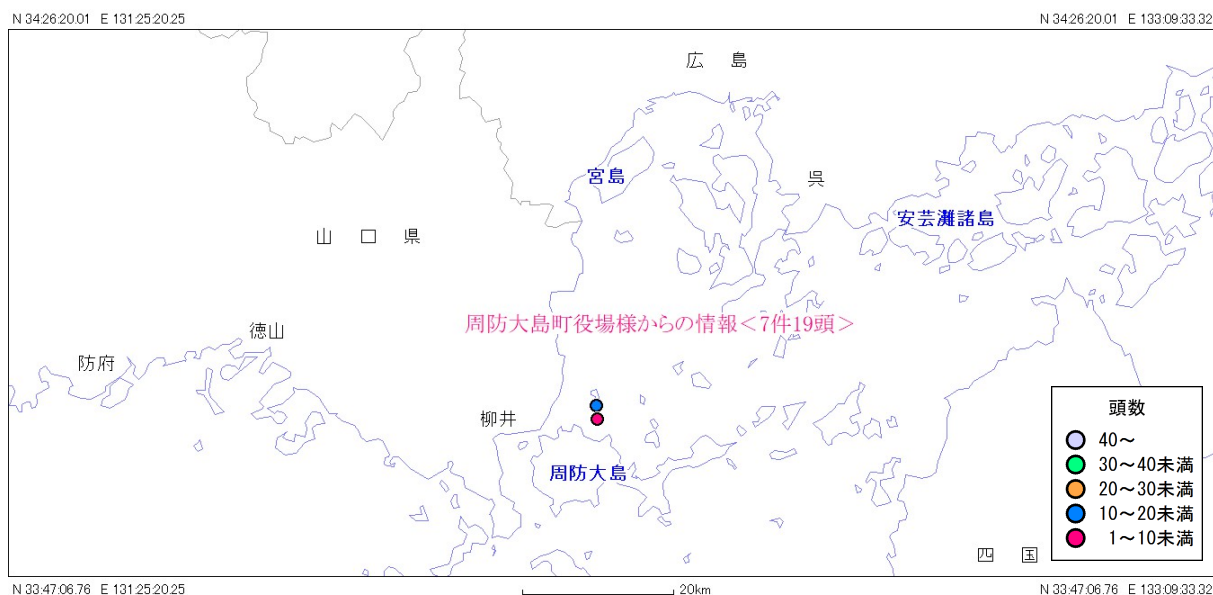 N 34:26:20.01 E 131:25:20.25
N 34:26:20.01 E 133:09:33.32
広島
宮島
呉
安芸灘諸島
山口県
周防大島町役場様からの情報＜7件19頭＞
徳山
防府
柳井
周防大島
頭数
40～
30～40未満
20～30未満
10～20未満
1～10未満
四国
N 33:47:06.76 E 131:25:20.25
20km
N 33:47:06.76 E 133:09:33.32